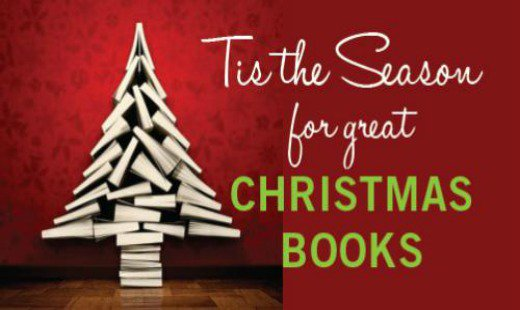 Tis the Season
for great
CHRISTMAS
BOOKS